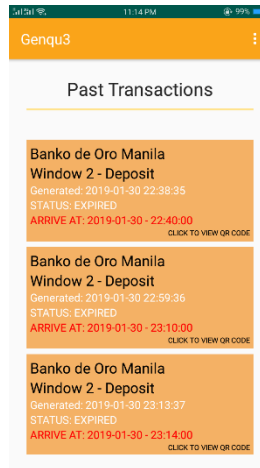 11:14 PM
99%
Genqu3
Past Transactions
Banko de Oro Manila
Window 2 - Deposit
Generated: 2019-01-30 22:38:35
STATUS: EXPIRED
ARRIVE AT: 2019-01-30 - 22:40:00
CLICK TO VIEW QR CODE
Banko de Oro Manila
Window 2 - Deposit
Generated: 2019-01-30 22:59:36
STATUS: EXPIRED
ARRIVE AT: 2019-01-30 - 23:10:00
CLICK TO VIEW QR CODE
Banko de Oro Manila
Window 2 - Deposit
Generated: 2019-01-30 23:13:37
STATUS: EXPIRED
ARRIVE AT: 2019-01-30 - 23:14:00
CLICK TO VIEW QR CODE